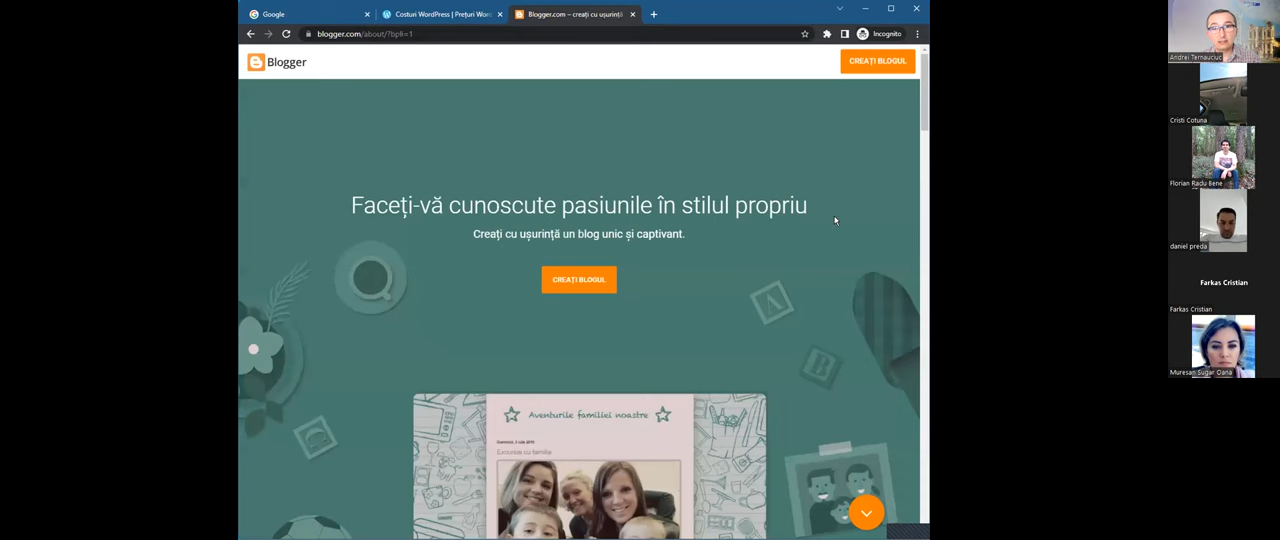 Google
Costuri WordPress | Prețuri Wor
Blogger.com – creați cu ușurință
blogger.com/about/?bpli=1
Incognito
Blogger
CREAȚI BLOGUL
Faceți-vă cunoscute pasiunile în stilul propriu
Creați cu ușurință un blog unic și captivant.
CREAȚI BLOGUL
A
B
C
Aventurile familiei noastre
Excursie cu familia
Andrei Ternauciuc
Cristi Cotuna
Florian Radu Bene
daniel preda
Farkas Cristian
Farkas Cristian
Muresan Sugar Oana